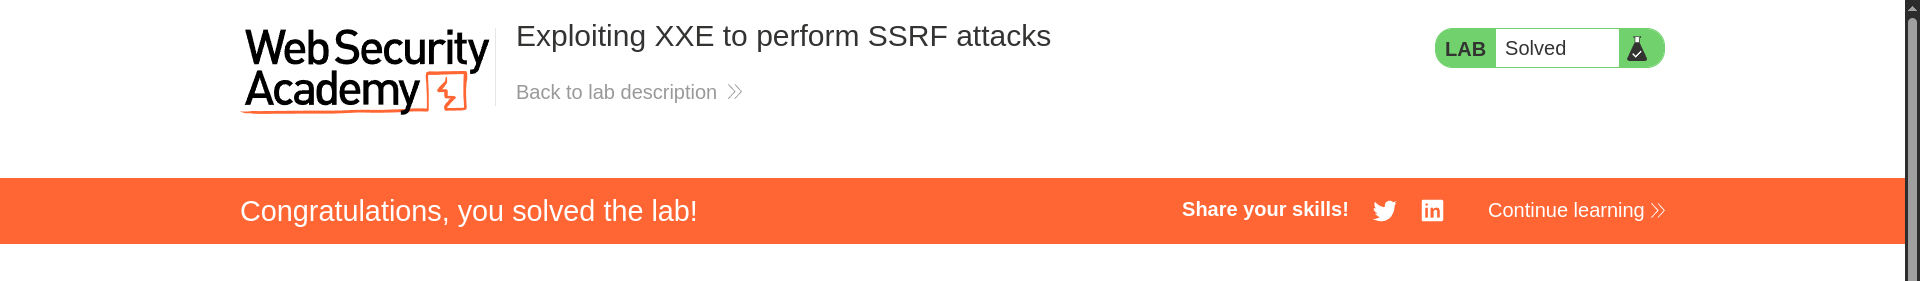 Web Security
Academy
Exploiting XXE to perform SSRF attacks
Back to lab description
LAB Solved
Congratulations, you solved the lab!
Share your skills!
Continue learning